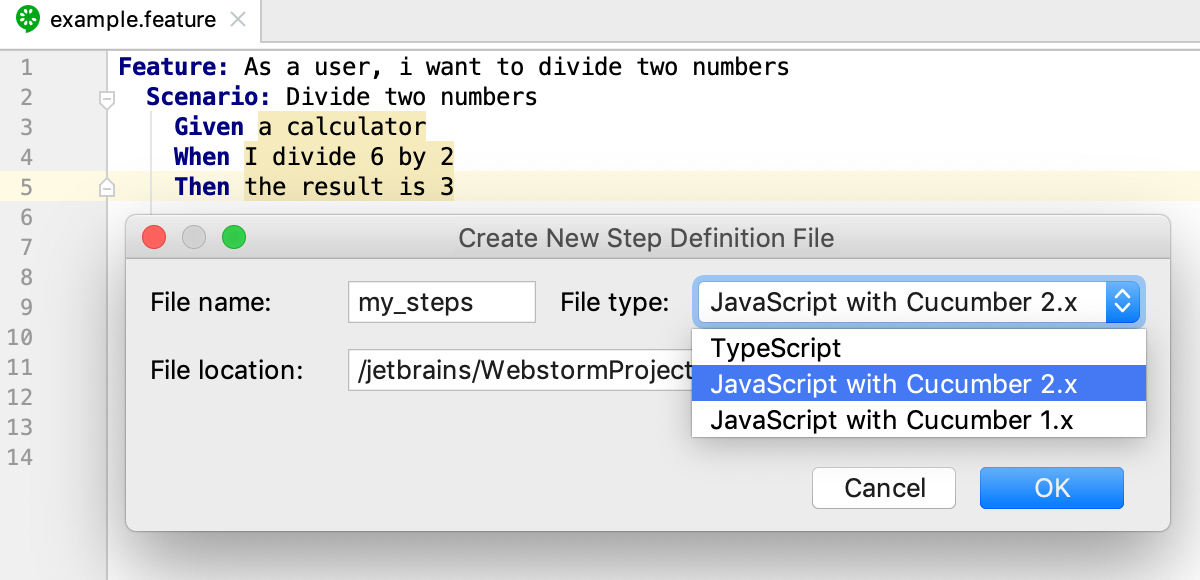 example.feature
1 Feature: As a user, i want to divide two numbers
2 Scenario: Divide two numbers
3 Given a calculator
4 When I divide 6 by 2
5 Then the result is 3
6
7
8
9
10
11
12
13
14
Create New Step Definition File
File name: my_steps File type: JavaScript with Cucumber 2.x
TypeScript
File location: /jetbrains/WebstormProject
JavaScript with Cucumber 2.x
JavaScript with Cucumber 1.x
Cancel OK